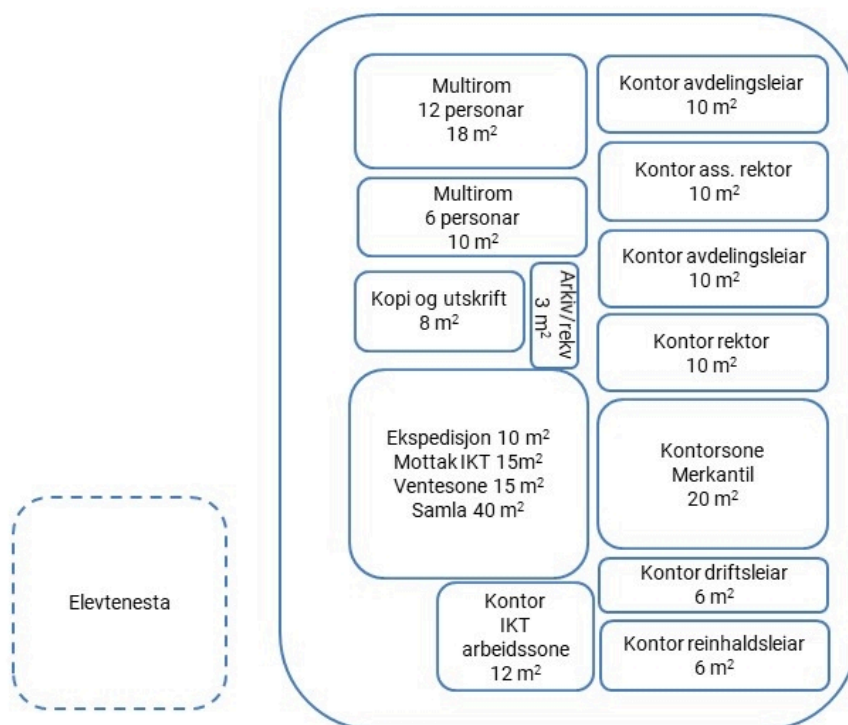 Multirom
12 personar
18 m²
Kontor avdelingsleiar
10 m²
Kontor ass. rektor
10 m²
Multirom
6 personar
10 m²
Kontor avdelingsleiar
10 m²
Kopi og utskrift
8 m²
Arkiv/rekv
3 m²
Kontor rektor
10 m²
Ekspedisjon 10 m²
Mottak IKT 15m²
Ventesone 15 m²
Samla 40 m²
Kontorsone
Merkantil
20 m²
Elevtenesta
Kontor driftsleiar
6 m²
Kontor
IKT
arbeidssone
12 m²
Kontor reinhaldsleiar
6 m²